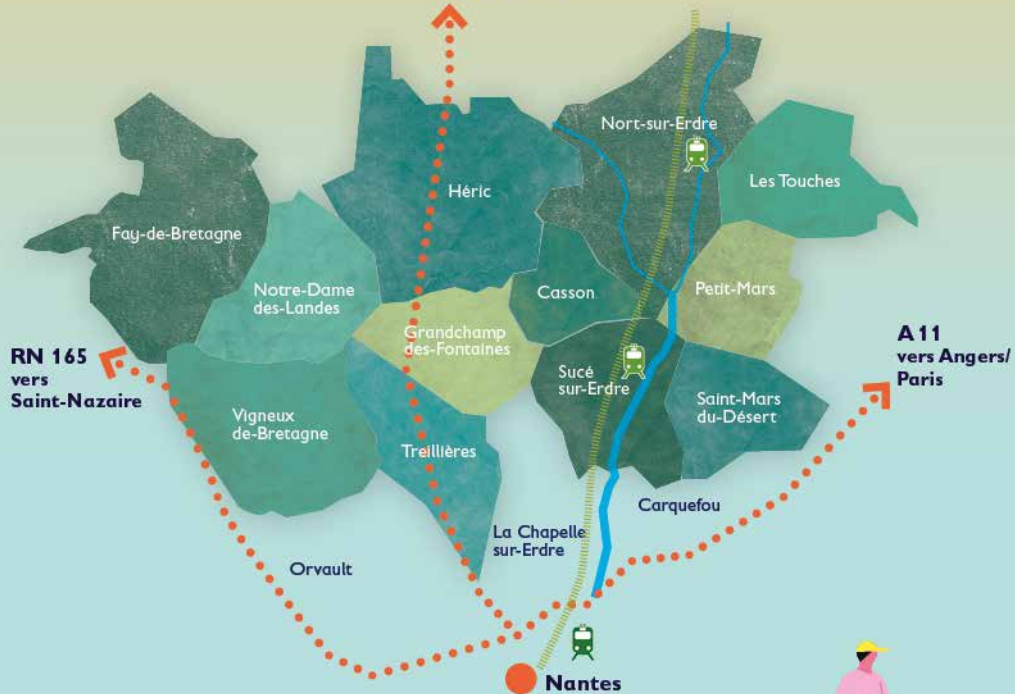 Nort-sur-Erdre
Les Touches
Héric
Fay-de-Bretagne
Notre-Dame
des-Landes
Casson
Petit-Mars
Grandchamp
des-Fontaines
A 11
vers Angers/
Paris
RN 165
vers
Saint-Nazaire
Sucé
sur-Erdre
Saint-Mars
du-Désert
Vigneux
de-Bretagne
Treillières
Carquefou
La Chapelle
sur-Erdre
Orvault
Nantes